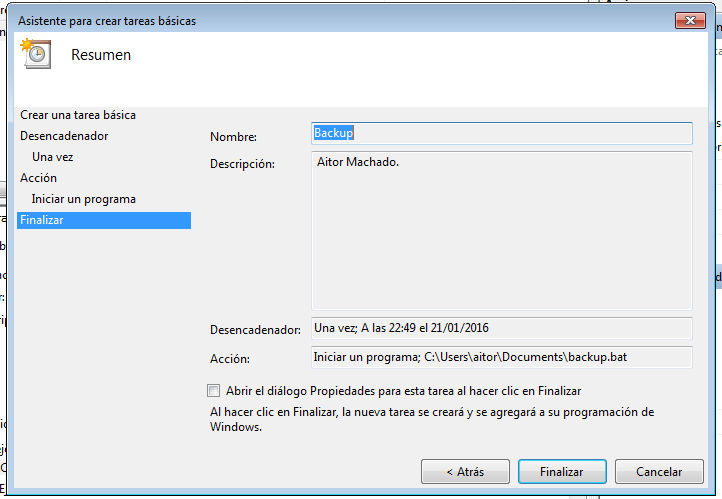 Asistente para crear tareas básicas
Resumen
Crear una tarea básica
Desencadenador
Una vez
Acción
Iniciar un programa
Finalizar
Nombre:
Backup
Descripción:
Aitor Machado.
Desencadenador:
Una vez; A las 22:49 el 21/01/2016
Acción:
Iniciar un programa; C:\Users\aitor\Documents\backup.bat
Abrir el diálogo Propiedades para esta tarea al hacer clic en Finalizar
Al hacer clic en Finalizar, la nueva tarea se creará y se agregará a su programación de
Windows.
< Atrás
Finalizar
Cancelar